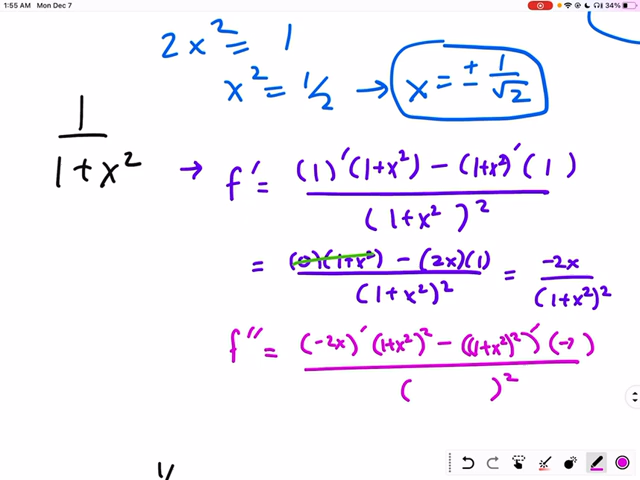 1:55 AM Mon Dec 7
34%
2x² = 1
x² = 1/2 → x = ± 1/√2
1/(1+x²) → f' = ((1)'(1+x²) − (1+x²)'(1))/(1+x²)²
= ((0)(1+x²) − (2x)(1))/(1+x²)² = −2x/(1+x²)²
f'' = ((−2x)'(1+x²)² − ((1+x²)²)'(−2))/( )²